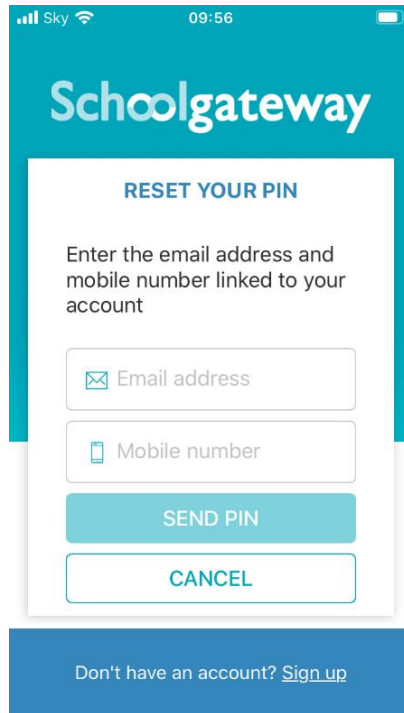 Sky 09:56
Schoolgateway
RESET YOUR PIN
Enter the email address and
mobile number linked to your
account
Email address
Mobile number
SEND PIN
CANCEL
Don't have an account? Sign up